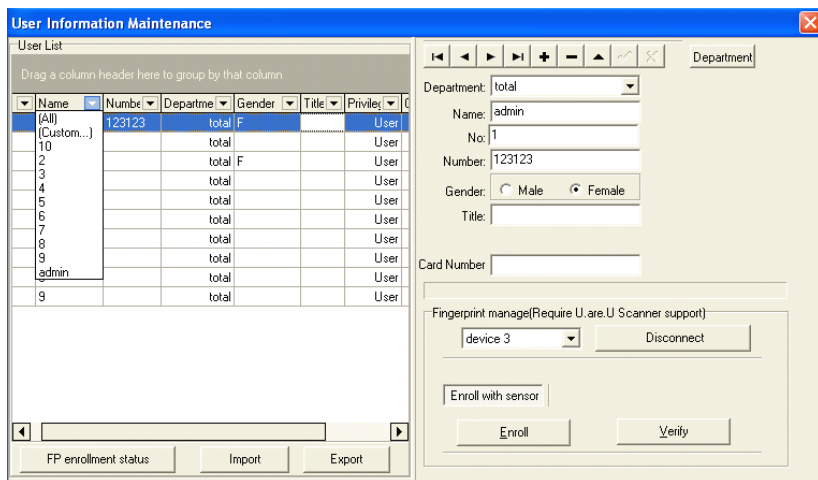 User Information Maintenance
User List
Drag a column header here to group by that column
Name Numbe Departme Gender Title Privileg
(All)
(Custom...)
10
2
3
4
5
6
7
8
9
admin
123123 total F User
total User
total F User
total User
total User
total User
total User
total User
total User
9 total User
FP enrollment status Import Export
Department
Department: total
Name: admin
No: 1
Number: 123123
Gender: Male Female
Title:
Card Number
Fingerprint manage(Require U.are.U Scanner support)
device 3 Disconnect
Enroll with sensor
Enroll Verify